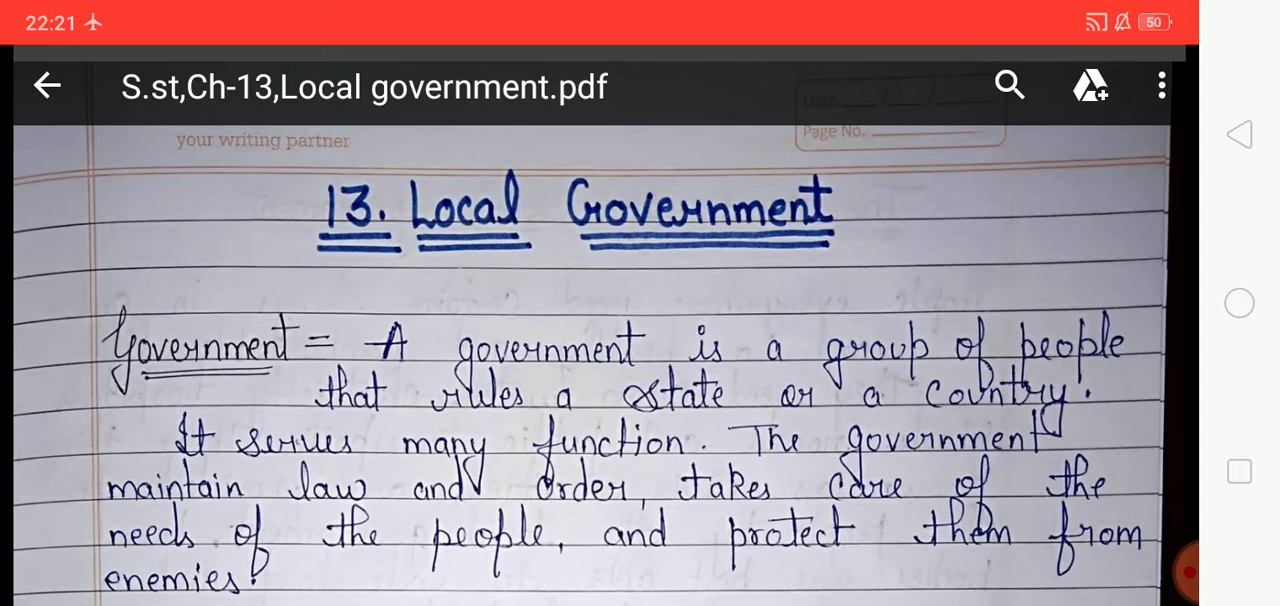 22:21
50
S.st,Ch-13,Local government.pdf
Date / /
your writing partner
Page No.
13. Local Government
Government = A government is a group of people
that rules a state or a country.
It serves many function. The government
maintain law and order, takes care of the
needs of the people, and protect them from
enemies.